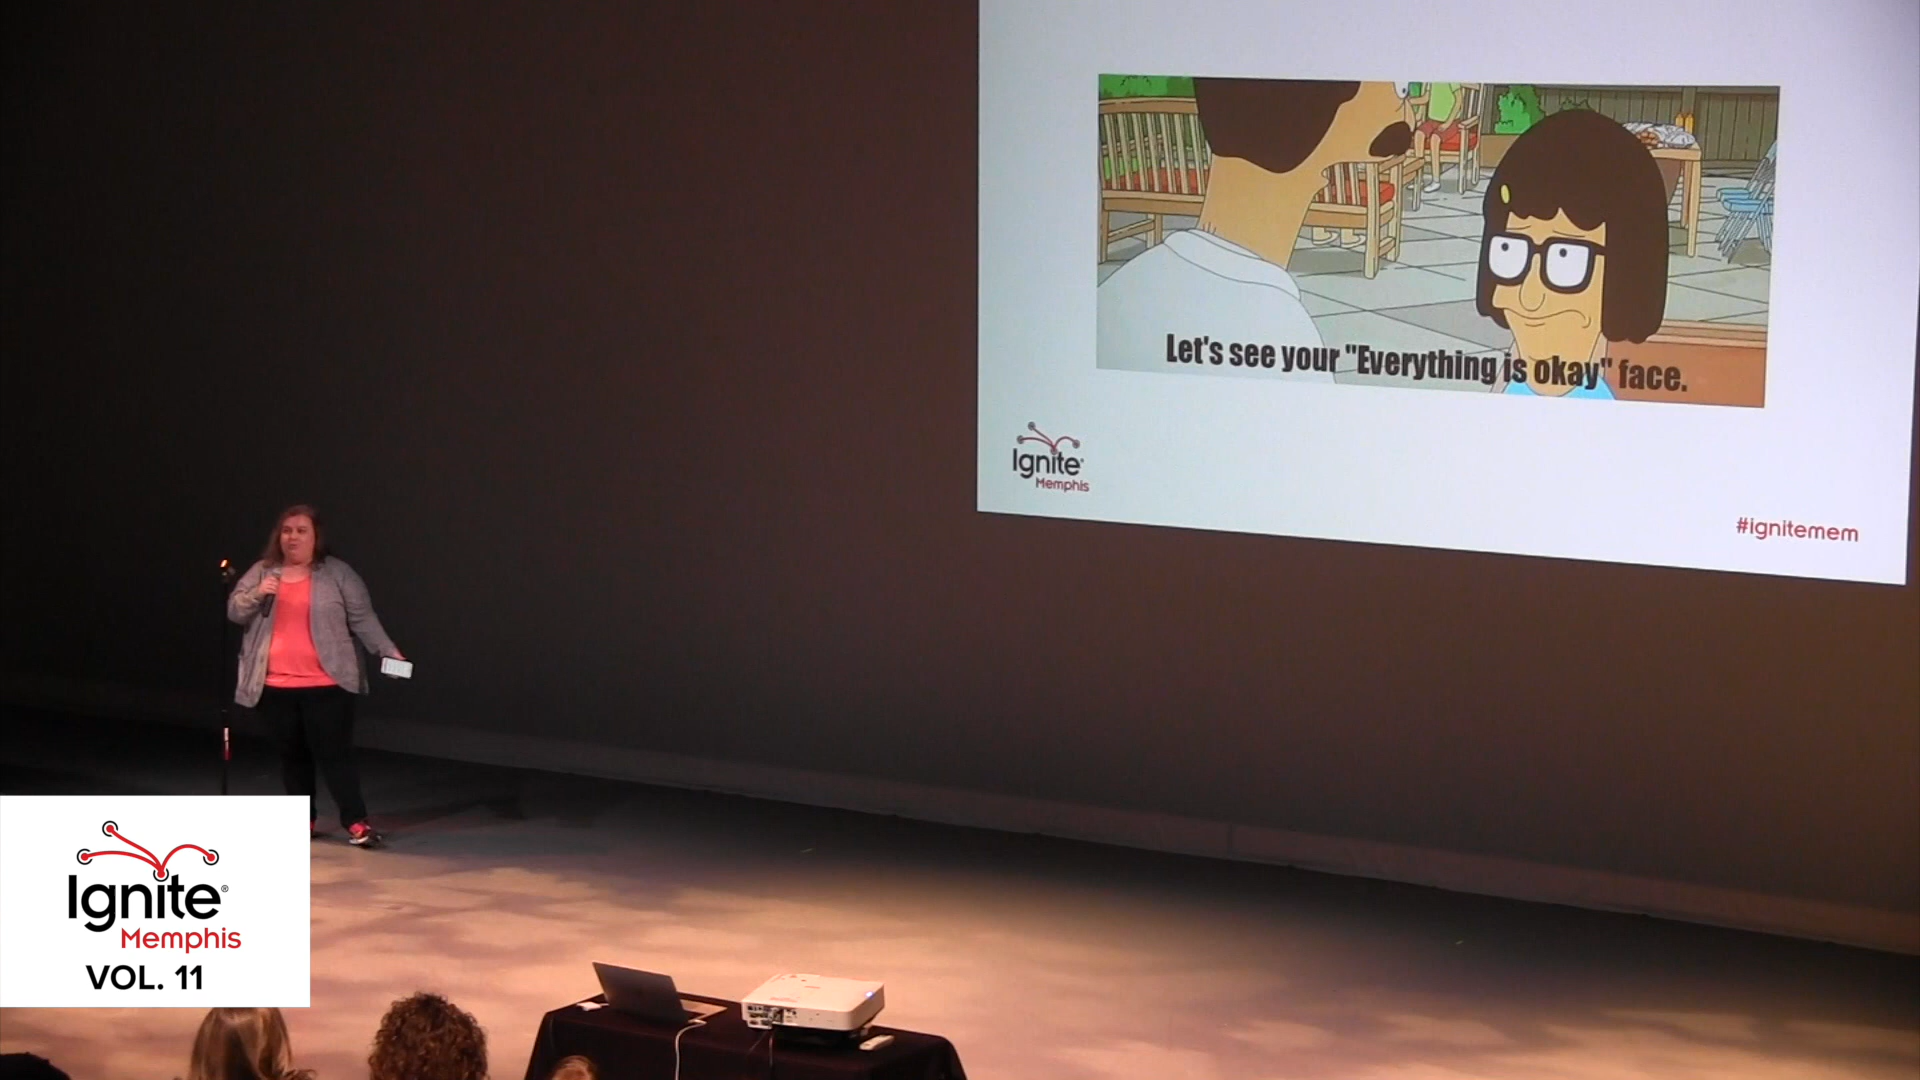 Let's see your "Everything is okay" face.
Ignite
Memphis
#ignitemem
Ignite®
Memphis
VOL. 11